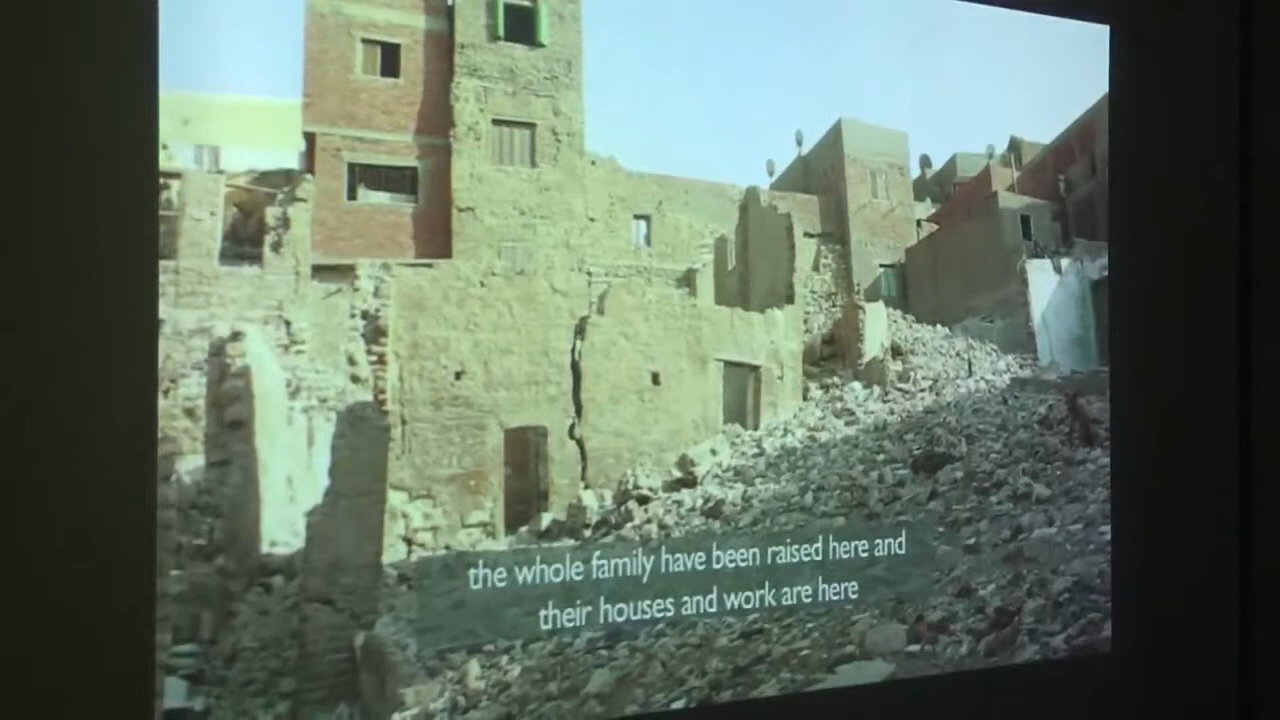 the whole family have been raised here and
their houses and work are here